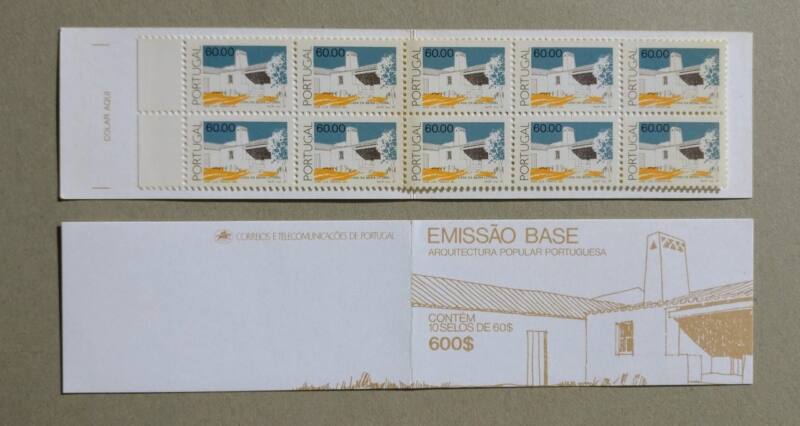 COLAR AQUI
60.00 60.00 60.00 60.00 60.00
PORTUGAL PORTUGAL PORTUGAL PORTUGAL PORTUGAL
60.00 60.00 60.00 60.00 60.00
PORTUGAL PORTUGAL PORTUGAL PORTUGAL PORTUGAL
CORREIOS E TELECOMUNICAÇÕES DE PORTUGAL
EMISSÃO BASE
ARQUITECTURA POPULAR PORTUGUESA
CONTÉM
10 SELOS DE 60$
600$